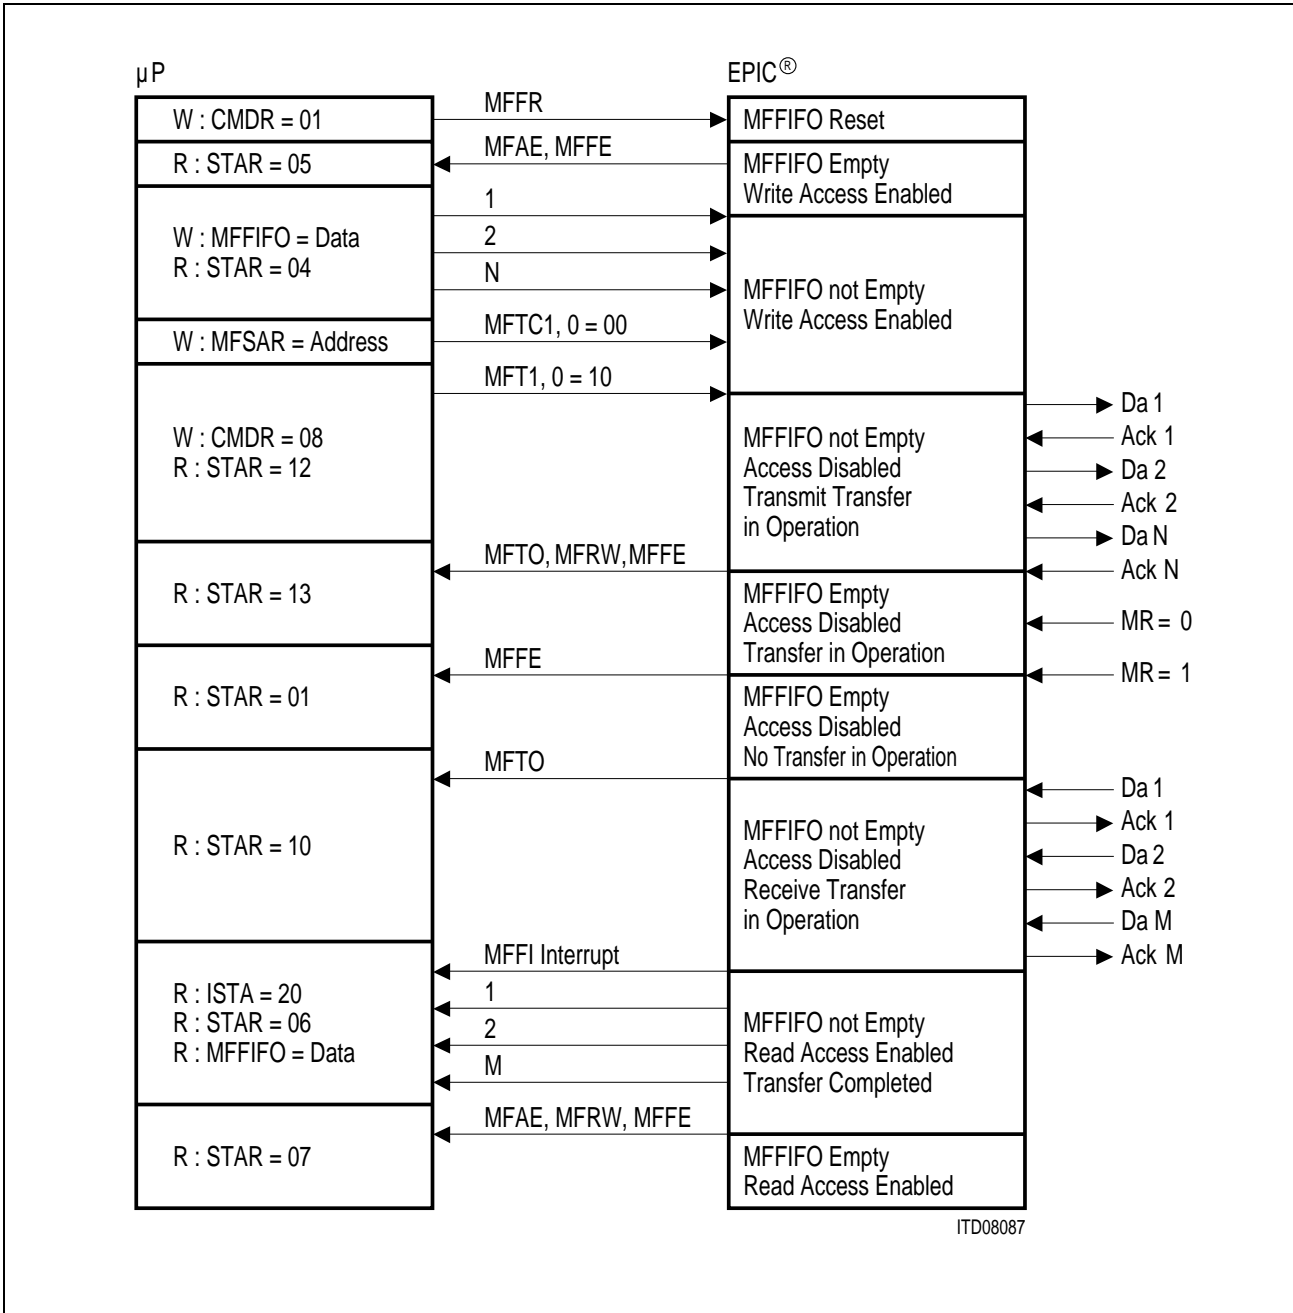 µP
EPIC®
W : CMDR = 01
MFFR
MFFIFO Reset
R : STAR = 05
MFAE, MFFE
MFFIFO Empty
Write Access Enabled
W : MFFIFO = Data
R : STAR = 04
1
2
N
MFFIFO not Empty
Write Access Enabled
W : MFSAR = Address
MFTC1, 0 = 00
MFT1, 0 = 10
W : CMDR = 08
R : STAR = 12
MFFIFO not Empty
Access Disabled
Transmit Transfer
in Operation
Da 1
Ack 1
Da 2
Ack 2
Da N
Ack N
R : STAR = 13
MFTO, MFRW, MFFE
MFFIFO Empty
Access Disabled
Transfer in Operation
MR = 0
MR = 1
R : STAR = 01
MFFE
MFFIFO Empty
Access Disabled
No Transfer in Operation
MFTO
R : STAR = 10
MFFIFO not Empty
Access Disabled
Receive Transfer
in Operation
Da 1
Ack 1
Da 2
Ack 2
Da M
Ack M
MFFI Interrupt
R : ISTA = 20
R : STAR = 06
R : MFFIFO = Data
1
2
M
MFFIFO not Empty
Read Access Enabled
Transfer Completed
MFAE, MFRW, MFFE
R : STAR = 07
MFFIFO Empty
Read Access Enabled
ITD08087